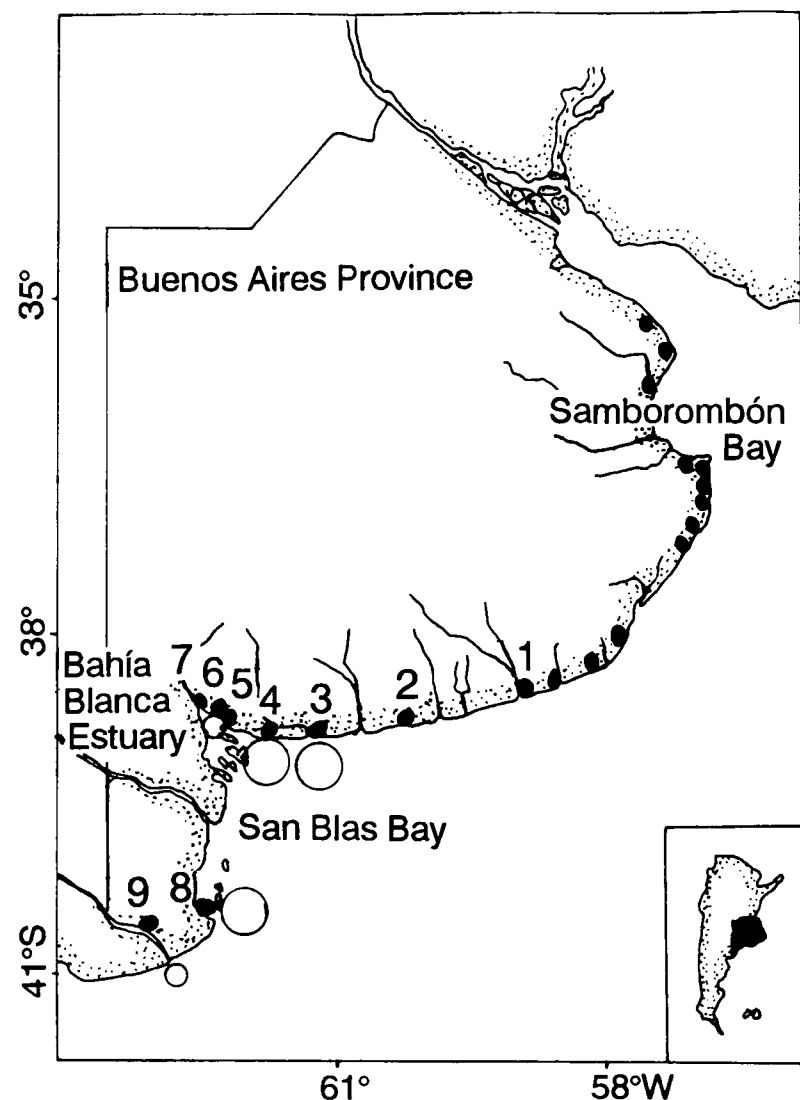 35°
Buenos Aires Province
Samborombón
Bay
38°
7 6 5 4 3 2 1
Bahía
Blanca
Estuary
San Blas Bay
9 8
41°S
61° 58°W